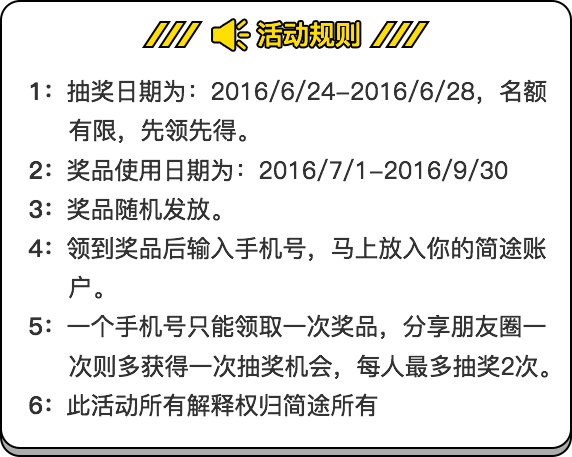 活动规则
1：抽奖日期为：2016/6/24-2016/6/28，名额
有限，先领先得。
2：奖品使用日期为：2016/7/1-2016/9/30
3：奖品随机发放。
4：领到奖品后输入手机号，马上放入你的简途账
户。
5：一个手机号只能领取一次奖品，分享朋友圈一
次则多获得一次抽奖机会，每人最多抽奖2次。
6：此活动所有解释权归简途所有